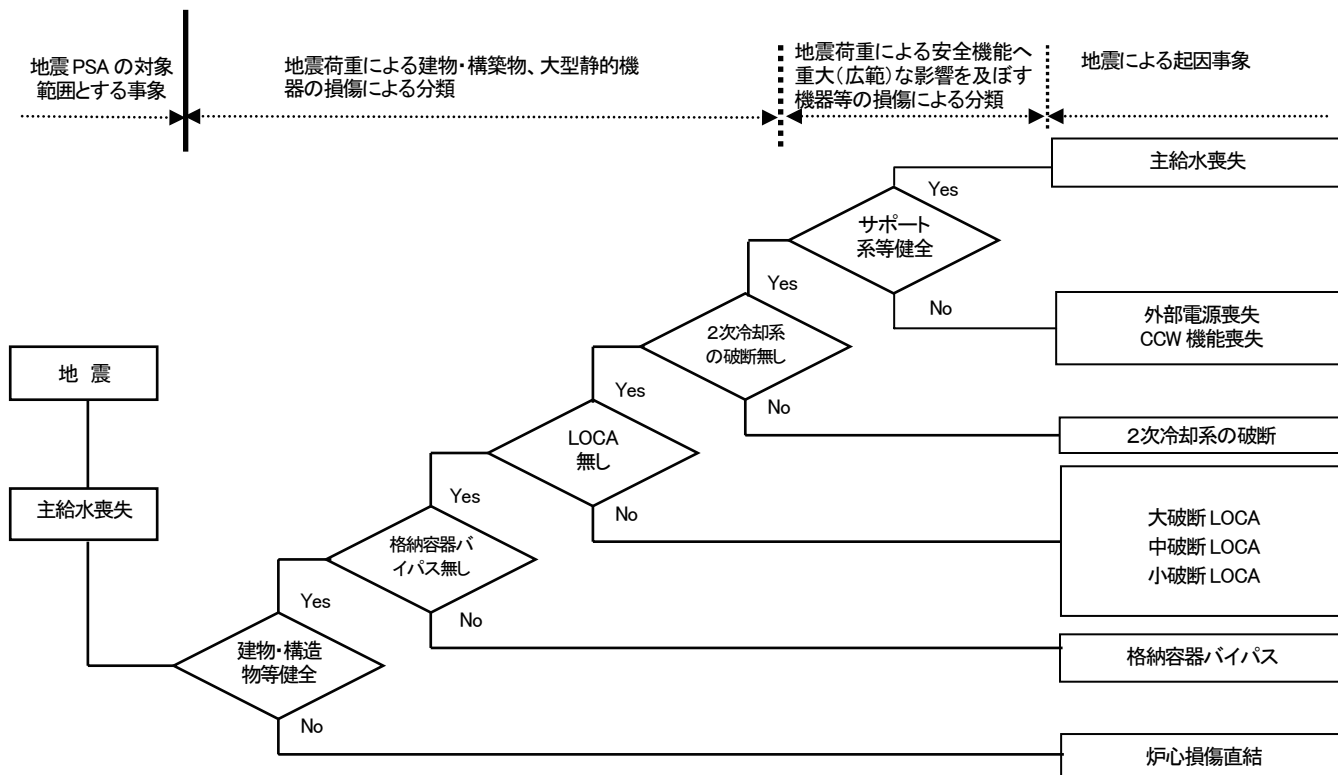 地震 PSA の対象
範囲とする事象
地震荷重による建物・構築物、大型静的機
器の損傷による分類
地震荷重による安全機能へ
重大（広範）な影響を及ぼす
機器等の損傷による分類
地震による起因事象
主給水喪失
Yes
サポート
系等健全
Yes
No
外部電源喪失
CCW 機能喪失
2次冷却系
の破断無し
地 震
Yes
No
2次冷却系の破断
LOCA
無し
Yes
主給水喪失
No
大破断 LOCA
中破断 LOCA
小破断 LOCA
格納容器バ
イパス無し
Yes
No
建物・構造
物等健全
格納容器バイパス
No
炉心損傷直結